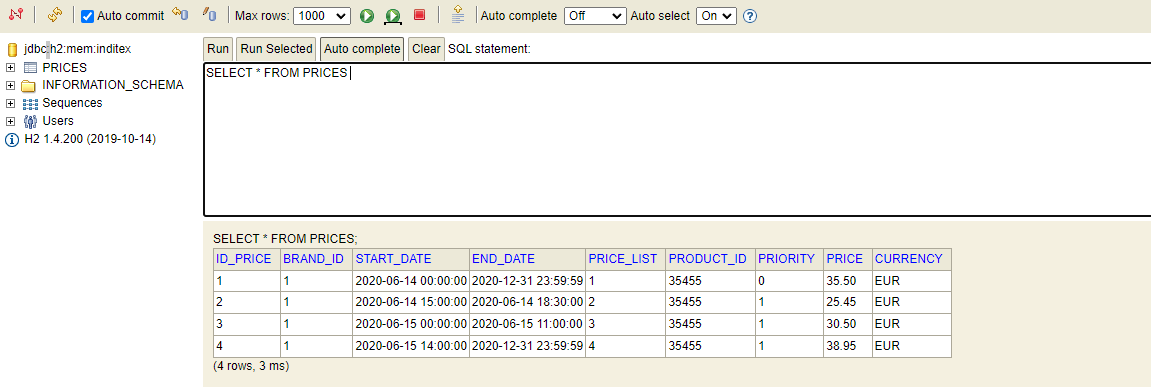 Auto commit Max rows: 1000 Auto complete Off Auto select On
jdbc:h2:mem:inditex
PRICES
INFORMATION_SCHEMA
Sequences
Users
H2 1.4.200 (2019-10-14)
Run Run Selected Auto complete Clear SQL statement:
SELECT * FROM PRICES
SELECT * FROM PRICES;
ID_PRICE BRAND_ID START_DATE END_DATE PRICE_LIST PRODUCT_ID PRIORITY PRICE CURRENCY
1 1 2020-06-14 00:00:00 2020-12-31 23:59:59 1 35455 0 35.50 EUR
2 1 2020-06-14 15:00:00 2020-06-14 18:30:00 2 35455 1 25.45 EUR
3 1 2020-06-15 00:00:00 2020-06-15 11:00:00 3 35455 1 30.50 EUR
4 1 2020-06-15 14:00:00 2020-12-31 23:59:59 4 35455 1 38.95 EUR
(4 rows, 3 ms)